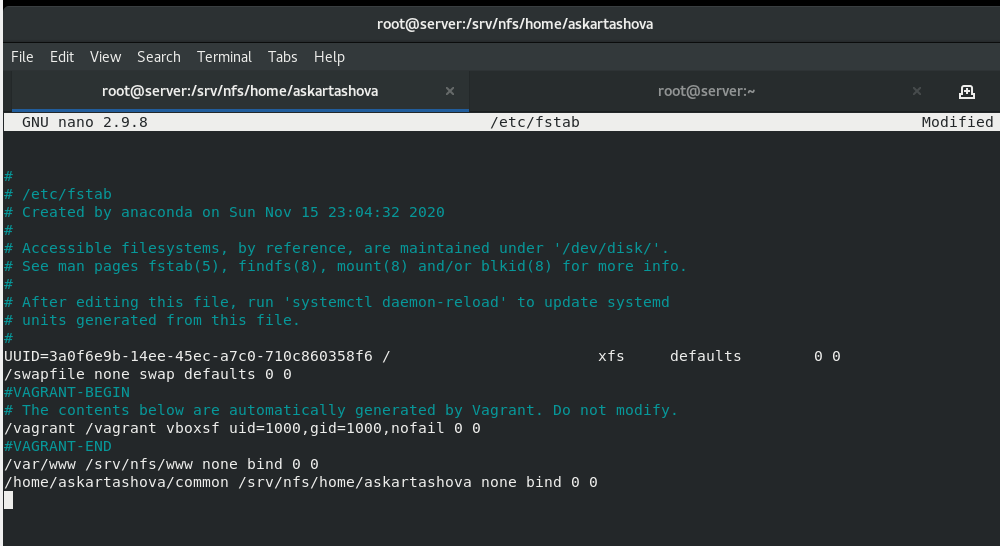 root@server:/srv/nfs/home/askartashova
File Edit View Search Terminal Tabs Help
root@server:/srv/nfs/home/askartashova × root@server:~ ×
GNU nano 2.9.8 /etc/fstab Modified
#
# /etc/fstab
# Created by anaconda on Sun Nov 15 23:04:32 2020
#
# Accessible filesystems, by reference, are maintained under '/dev/disk/'.
# See man pages fstab(5), findfs(8), mount(8) and/or blkid(8) for more info.
#
# After editing this file, run 'systemctl daemon-reload' to update systemd
# units generated from this file.
#
UUID=3a0f6e9b-14ee-45ec-a7c0-710c860358f6 / xfs defaults 0 0
/swapfile none swap defaults 0 0
#VAGRANT-BEGIN
# The contents below are automatically generated by Vagrant. Do not modify.
/vagrant /vagrant vboxsf uid=1000,gid=1000,nofail 0 0
#VAGRANT-END
/var/www /srv/nfs/www none bind 0 0
/home/askartashova/common /srv/nfs/home/askartashova none bind 0 0